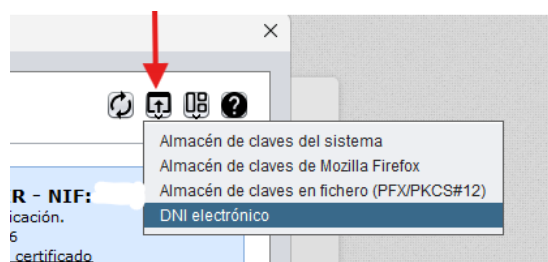 Almacén de claves del sistema
Almacén de claves de Mozilla Firefox
Almacén de claves en fichero (PFX/PKCS#12)
DNI electrónico
R - NIF:
icación.
6
certificado